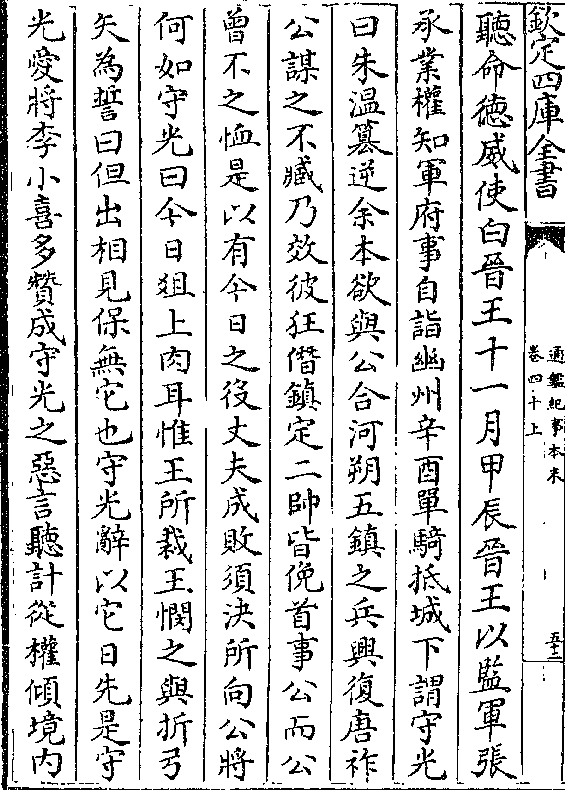 欽定四庫全書
通鑑紀事本末
卷四十上
五十二
聽命德威使白晉王十一月甲辰晉王以監軍張
承業權知軍府事自詣幽州辛酉單騎抵城下謂守光
曰朱温簒逆余本欲與公合河朔五鎮之兵興復唐祚
公謀之不臧乃效彼狂僭鎮定二帥皆俛首事公而公
曾不之恤是以有今日之役丈夫成敗須決所向公將
何如守光曰今日俎上肉耳惟王所裁王憫之與折弓
矢為誓曰但出相見保無它也守光辭以它日先是守
光愛將李小喜多贊成守光之惡言聽計從權傾境内